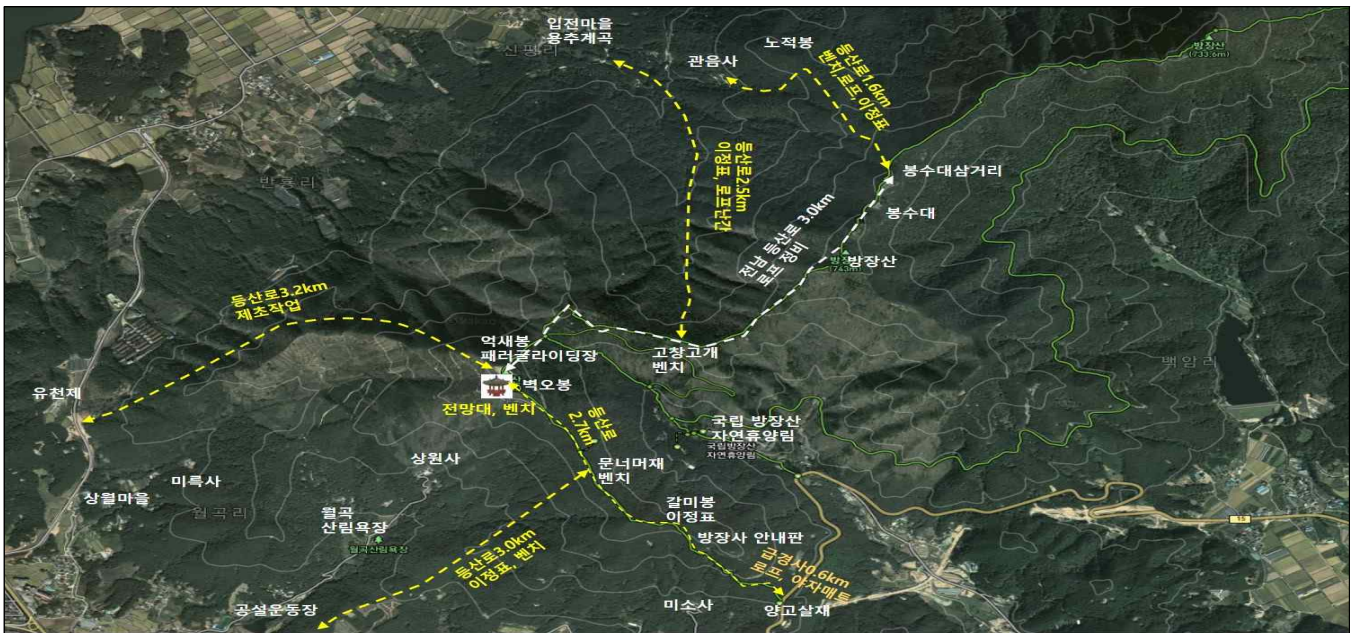 입전마을
용추계곡
신림리
노적봉
관음사
방장산
(733.6m)
등산로1.6km
벤치,로프,이정표
등산로2.5km
이정표, 로프난간
봉수대삼거리
봉수대
전남 등산로 3.0km
로프 정비
방장산
(743m)
반룡리
등산로3.2km
제초작업
억새봉
패러글라이딩장
고창고개
벤치
백암리
유천제
벽오봉
전망대, 벤치
등산로
2.7km
국립 방장산
자연휴양림
국립방장산
자연휴양림
상원사
문너머재
벤치
미륵사
상월마을
월곡리
월곡
산림욕장
월곡산림욕장
갈미봉
이정표
방장사 안내판
15
등산로3.0km
이정표, 벤치
급경사0.6km
로프, 야자매트
공설운동장
미소사
양고살재